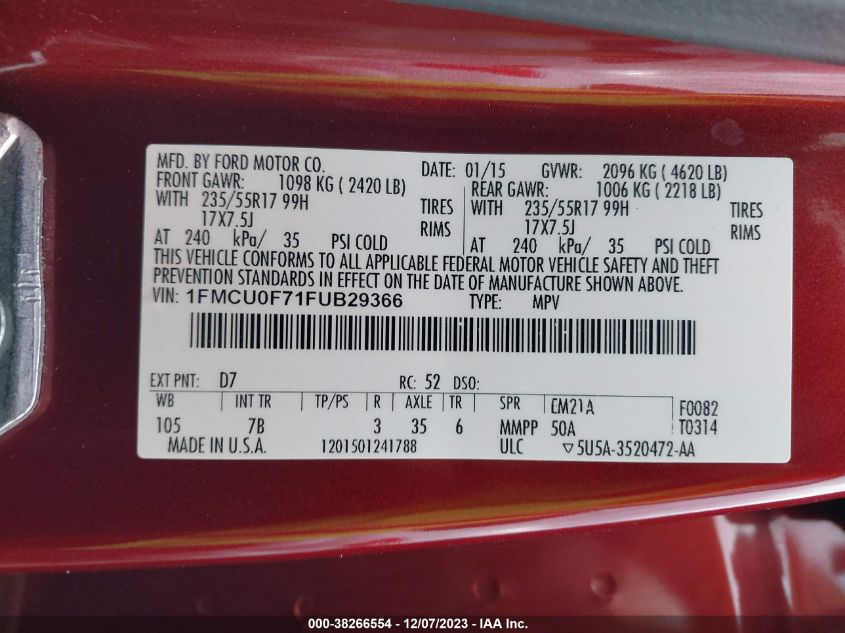 MFD. BY FORD MOTOR CO.
DATE: 01/15 GVWR: 2096 KG ( 4620 LB)
FRONT GAWR: 1098 KG ( 2420 LB) REAR GAWR: 1006 KG ( 2218 LB)
WITH 235/55R17 99H TIRES WITH 235/55R17 99H TIRES
17X7.5J RIMS 17X7.5J RIMS
AT 240 kPa/ 35 PSI COLD AT 240 kPa/ 35 PSI COLD
THIS VEHICLE CONFORMS TO ALL APPLICABLE FEDERAL MOTOR VEHICLE SAFETY AND THEFT
PREVENTION STANDARDS IN EFFECT ON THE DATE OF MANUFACTURE SHOWN ABOVE.
VIN: 1FMCU0F71FUB29366 TYPE: MPV
EXT PNT: D7 RC: 52 DSO:
WB INT TR TP/PS R AXLE TR SPR EM21A F0082
105 7B 3 35 6 MMPP 50A T0314
MADE IN U.S.A. 1201501241788 ULC ▽5U5A-3520472-AA
000-38266554 - 12/07/2023 - IAA Inc.